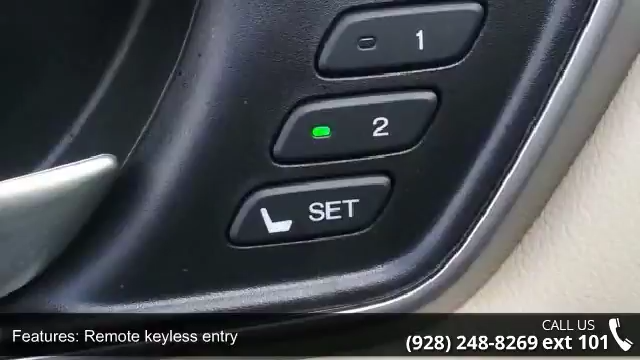 1
2
SET
Features: Remote keyless entry
CALL US
(928) 248-8269 ext 101